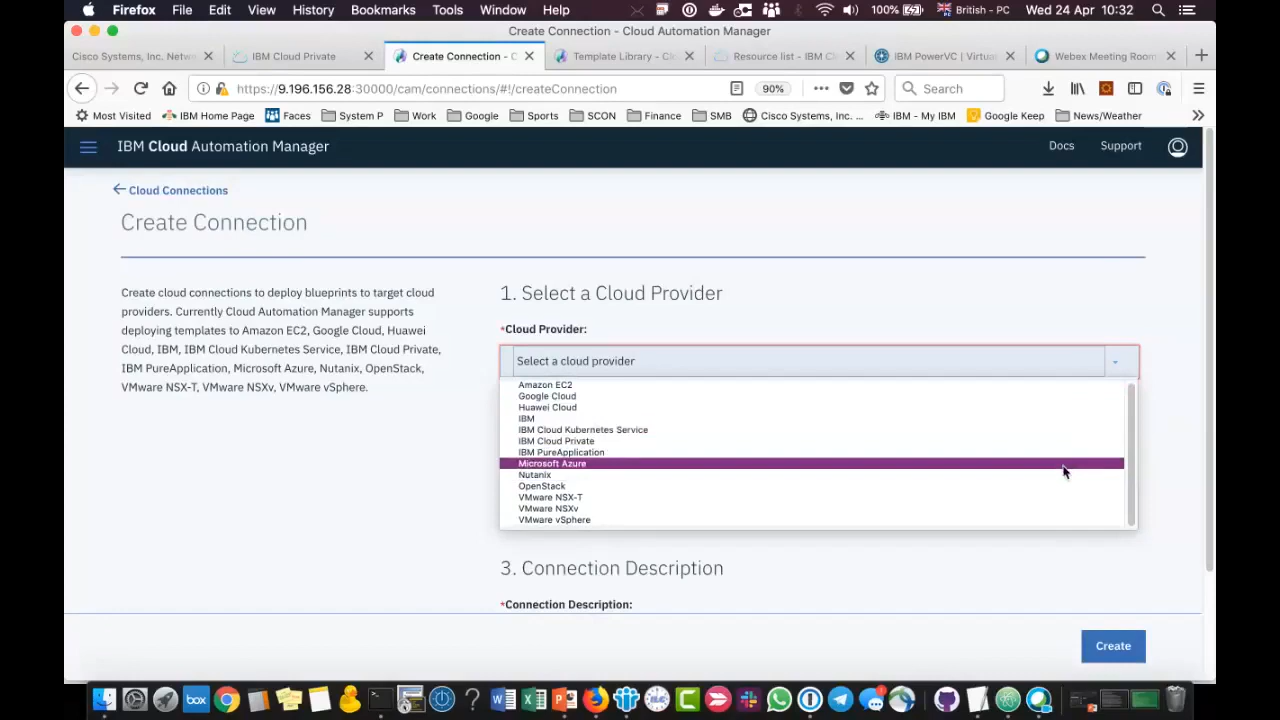 Firefox File Edit View History Bookmarks Tools Window Help 100% British - PC Wed 24 Apr 10:32
Create Connection - Cloud Automation Manager
Cisco Systems, Inc. Netw IBM Cloud Private Create Connection - C Template Library - Clo Resource list - IBM Cl IBM PowerVC | Virtual Webex Meeting Room
https://9.196.156.28:30000/cam/connections/#!/createConnection 90% Search
Most Visited IBM Home Page Faces System P Work Google Sports SCON Finance SMB Cisco Systems, Inc. ... IBM - My IBM Google Keep News/Weather
IBM Cloud Automation Manager Docs Support
Cloud Connections
Create Connection
Create cloud connections to deploy blueprints to target cloud
providers. Currently Cloud Automation Manager supports
deploying templates to Amazon EC2, Google Cloud, Huawei
Cloud, IBM, IBM Cloud Kubernetes Service, IBM Cloud Private,
IBM PureApplication, Microsoft Azure, Nutanix, OpenStack,
VMware NSX-T, VMware NSXv, VMware vSphere.
1. Select a Cloud Provider
*Cloud Provider:
Select a cloud provider
Amazon EC2
Google Cloud
Huawei Cloud
IBM
IBM Cloud Kubernetes Service
IBM Cloud Private
IBM PureApplication
Microsoft Azure
Nutanix
OpenStack
VMware NSX-T
VMware NSXv
VMware vSphere
3. Connection Description
*Connection Description:
Create
box